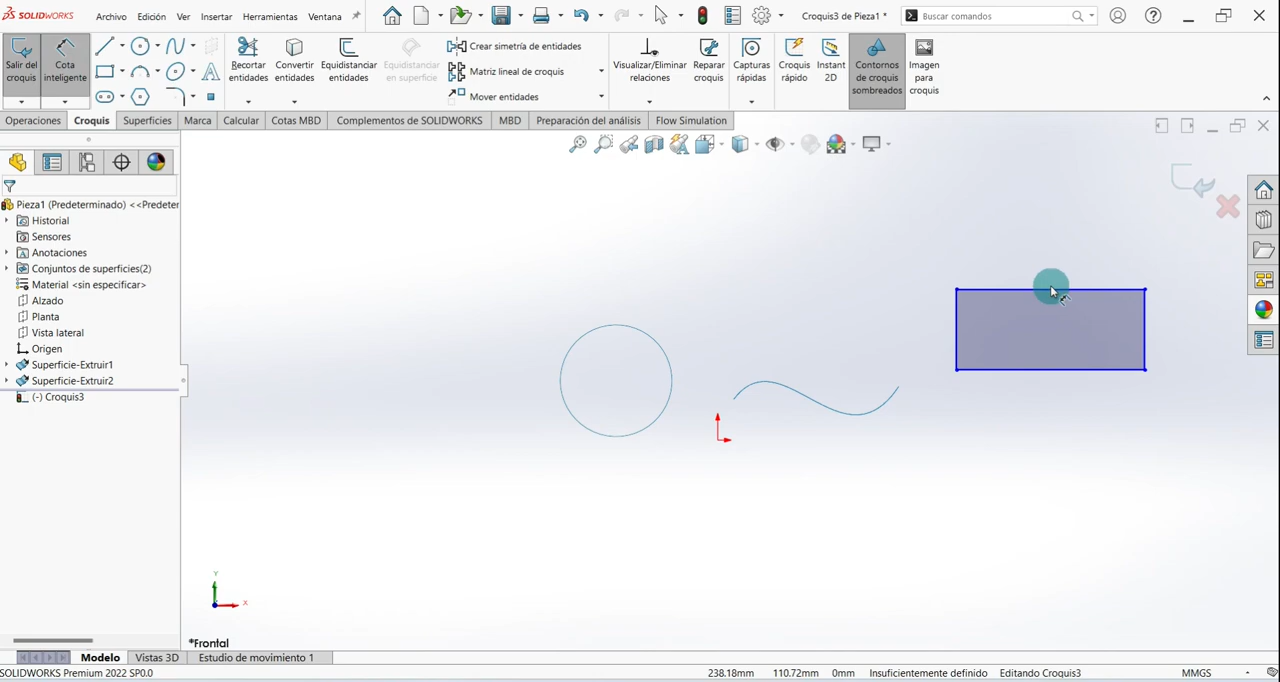 SOLIDWORKS
Archivo Edición Ver Insertar Herramientas Ventana
Croquis3 de Pieza1 *
Buscar comandos
Salir del croquis
Cota inteligente
Recortar entidades
Convertir entidades
Equidistanciar entidades
Equidistanciar en superficie
Crear simetría de entidades
Matriz lineal de croquis
Mover entidades
Visualizar/Eliminar relaciones
Reparar croquis
Capturas rápidas
Croquis rápido
Instant 2D
Contornos de croquis sombreados
Imagen para croquis
Operaciones Croquis Superficies Marca Calcular Cotas MBD Complementos de SOLIDWORKS MBD Preparación del análisis Flow Simulation
Pieza1 (Predeterminado) <<Predeter
Historial
Sensores
Anotaciones
Conjuntos de superficies(2)
Material <sin especificar>
Alzado
Planta
Vista lateral
Origen
Superficie-Extruir1
Superficie-Extruir2
(-) Croquis3
Y
X
*Frontal
Modelo Vistas 3D Estudio de movimiento 1
SOLIDWORKS Premium 2022 SP0.0
238.18mm 110.72mm 0mm Insuficientemente definido Editando Croquis3 MMGS